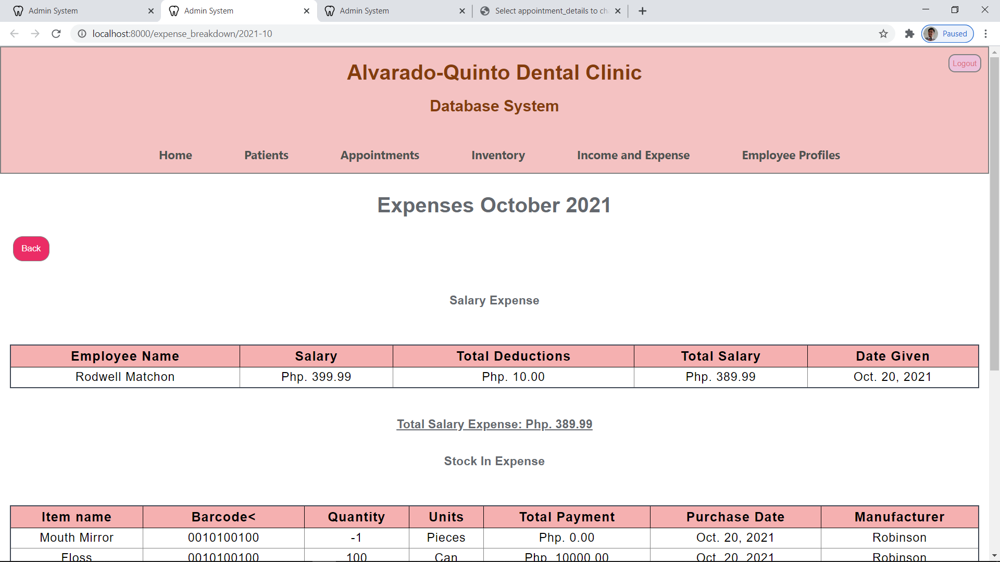 Admin System
Admin System
Admin System
Select appointment_details to ch
localhost:8000/expense_breakdown/2021-10
Paused
Alvarado-Quinto Dental Clinic
Logout
Database System
Home Patients Appointments Inventory Income and Expense Employee Profiles
Expenses October 2021
Back
Salary Expense
Employee Name Salary Total Deductions Total Salary Date Given
Rodwell Matchon Php. 399.99 Php. 10.00 Php. 389.99 Oct. 20, 2021
Total Salary Expense: Php. 389.99
Stock In Expense
Item name Barcode< Quantity Units Total Payment Purchase Date Manufacturer
Mouth Mirror 0010100100 -1 Pieces Php. 0.00 Oct. 20, 2021 Robinson
Floss 0010100100 100 Can Php. 10000.00 Oct. 20, 2021 Robinson